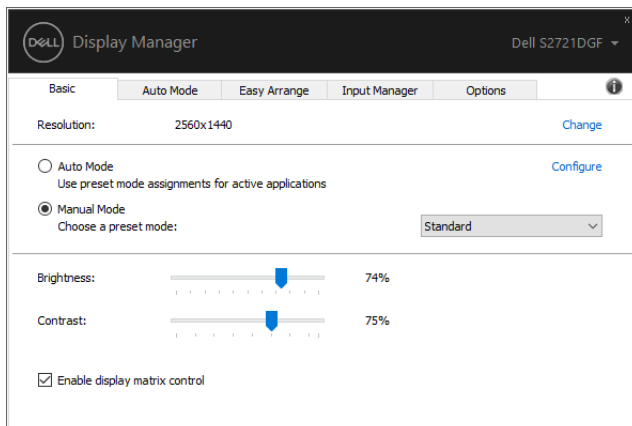 x
DELL Display Manager Dell S2721DGF
Basic Auto Mode Easy Arrange Input Manager Options i
Resolution: 2560x1440 Change
Auto Mode Configure
Use preset mode assignments for active applications
Manual Mode
Choose a preset mode: Standard
Brightness: 74%
Contrast: 75%
Enable display matrix control